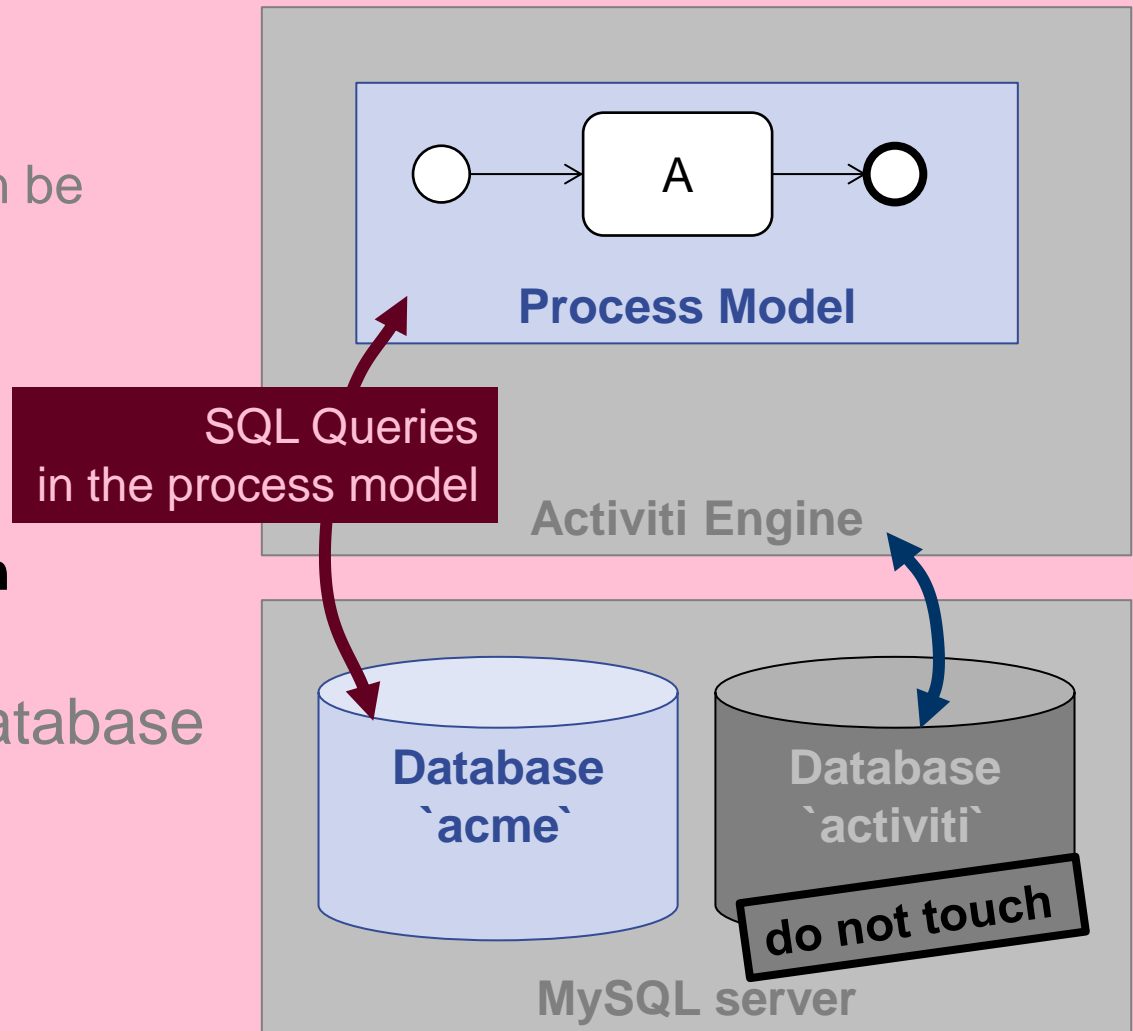 n be
A
Process Model
SQL Queries
in the process model
Activiti Engine
n
atabase
Database
`acme`
Database
`activiti`
do not touch
MySQL server